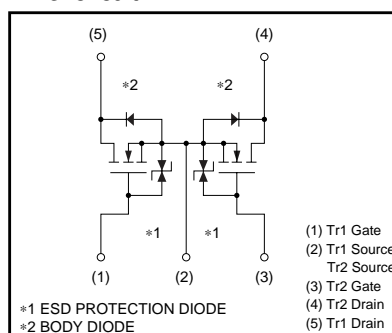 (5) (4)
*2 *2
*1 *1
(1) (2) (3)
(1) Tr1 Gate
(2) Tr1 Source
Tr2 Source
(3) Tr2 Gate
(4) Tr2 Drain
(5) Tr1 Drain
*1 ESD PROTECTION DIODE
*2 BODY DIODE